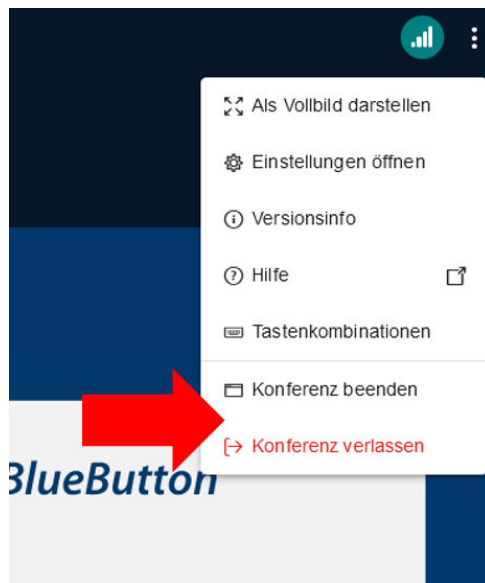 Als Vollbild darstellen
Einstellungen öffnen
Versionsinfo
Hilfe
Tastenkombinationen
Konferenz beenden
Konferenz verlassen
BlueButton